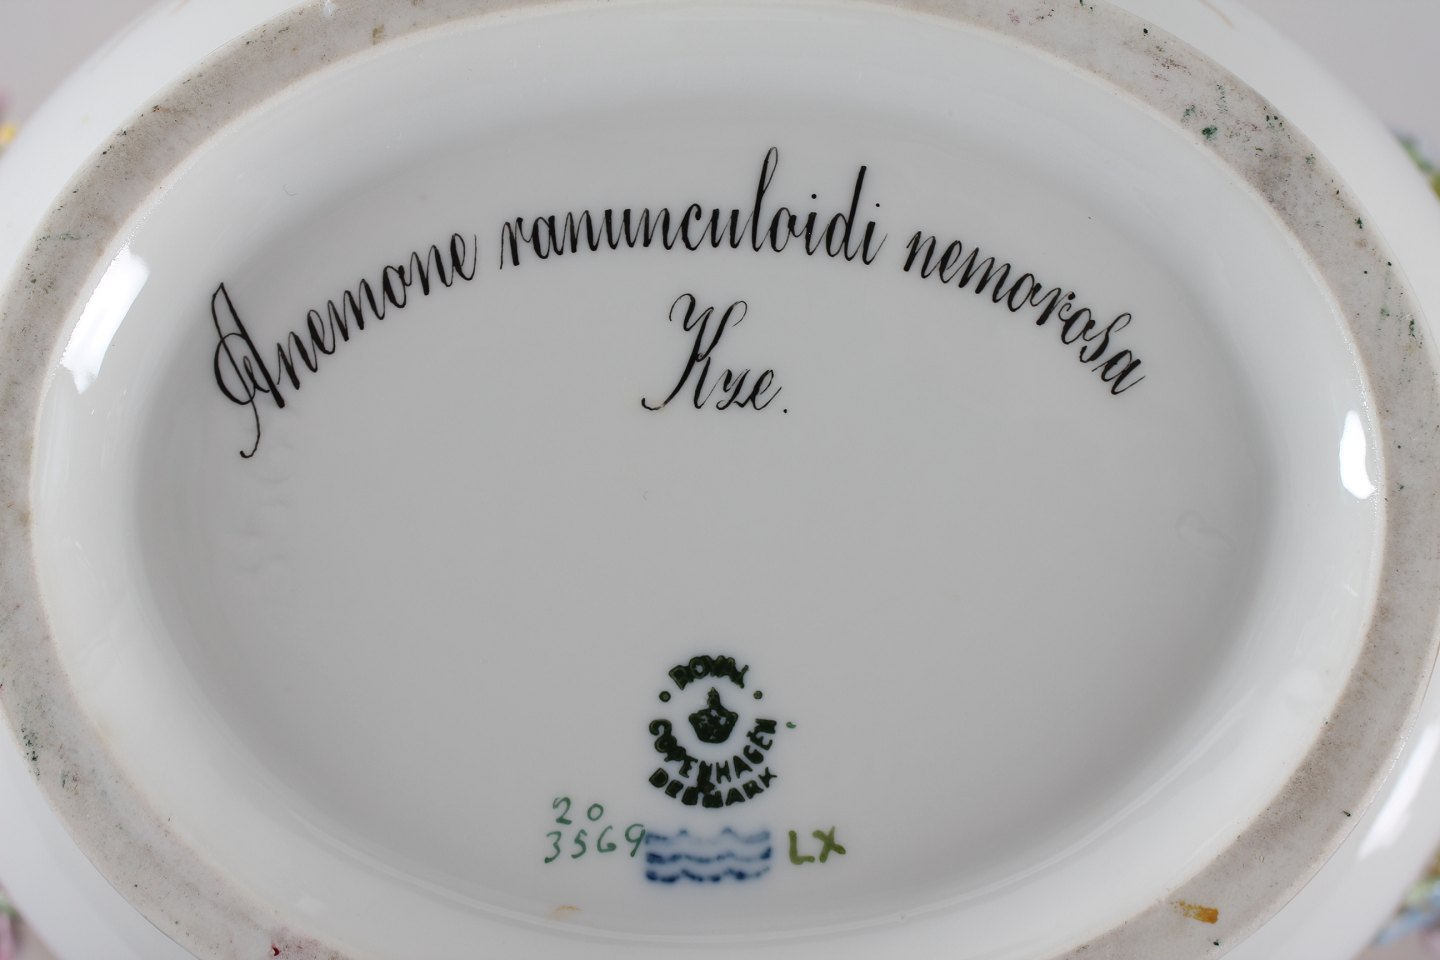 Anemone ranunculoidi nemorosa
Kze.
ROYAL
COPENHAGEN
DENMARK
20
3569
LX